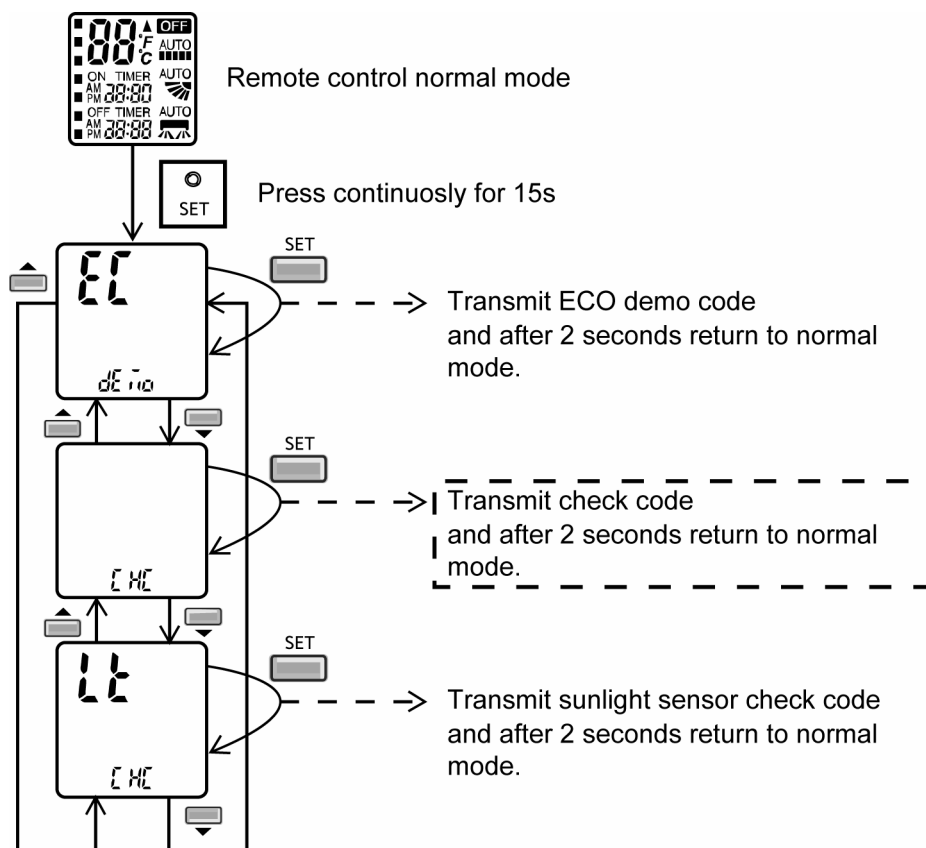 88 °F °C OFF
AUTO
ON TIMER AUTO
AM PM 88:88
OFF TIMER AUTO
AM PM 88:88
Remote control normal mode
SET
Press continuosly for 15s
EC
dEmo
SET
Transmit ECO demo code
and after 2 seconds return to normal
mode.
CHC
SET
Transmit check code
and after 2 seconds return to normal
mode.
Lt
CHC
SET
Transmit sunlight sensor check code
and after 2 seconds return to normal
mode.